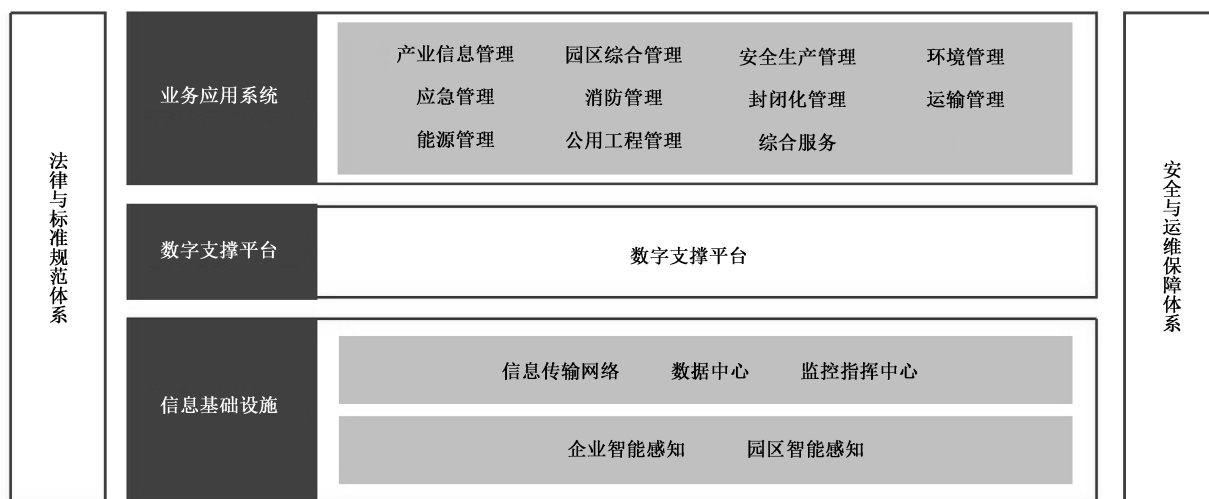 法律与标准规范体系
业务应用系统
产业信息管理 园区综合管理 安全生产管理 环境管理
应急管理 消防管理 封闭化管理 运输管理
能源管理 公用工程管理 综合服务
数字支撑平台
数字支撑平台
信息基础设施
信息传输网络 数据中心 监控指挥中心
企业智能感知 园区智能感知
安全与运维保障体系